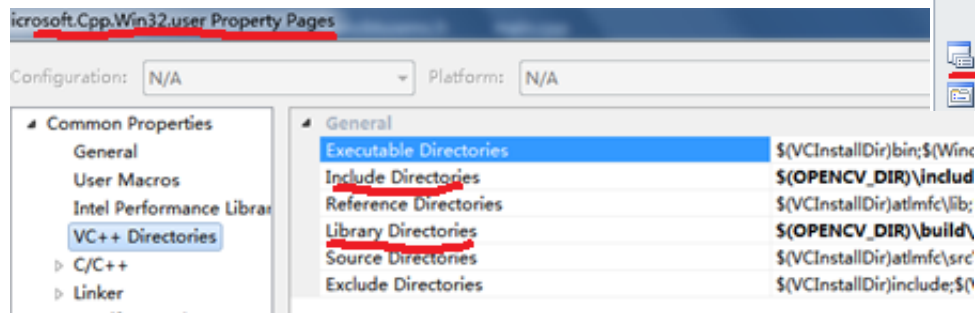 icrosoft.Cpp.Win32.user Property Pages
Configuration: N/A Platform: N/A
Common Properties
General
User Macros
Intel Performance Librar
VC++ Directories
C/C++
Linker
General
Executable Directories $(VCInstallDir)bin;$(Winc
Include Directories $(OPENCV_DIR)\includ
Reference Directories $(VCInstallDir)atlmfc\lib;
Library Directories $(OPENCV_DIR)\build\
Source Directories $(VCInstallDir)atlmfc\src'
Exclude Directories $(VCInstallDir)include;$(V